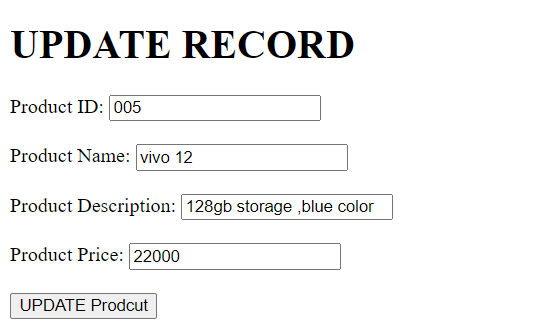 UPDATE RECORD
Product ID: 005
Product Name: vivo 12
Product Description: 128gb storage ,blue color
Product Price: 22000
UPDATE Prodcut